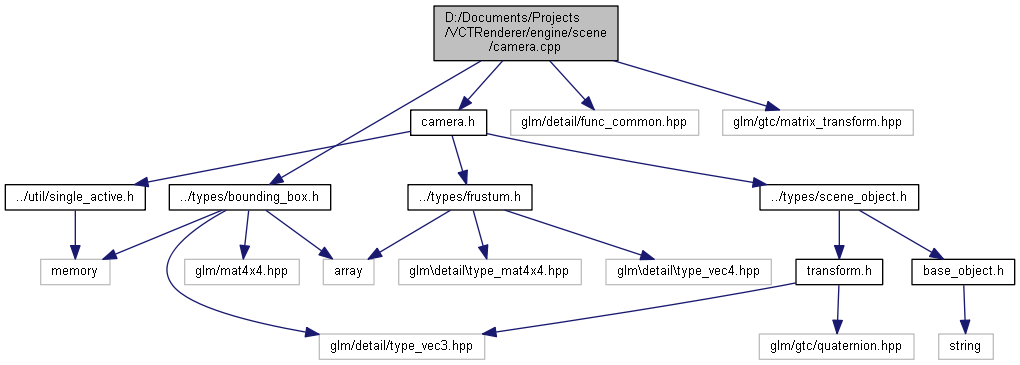 D:/Documents/Projects
/VCTRenderer/engine/scene
/camera.cpp
camera.h
glm/detail/func_common.hpp
glm/gtc/matrix_transform.hpp
../util/single_active.h
../types/bounding_box.h
../types/frustum.h
../types/scene_object.h
memory
glm/mat4x4.hpp
array
glm\detail\type_mat4x4.hpp
glm\detail\type_vec4.hpp
transform.h
base_object.h
glm/detail/type_vec3.hpp
glm/gtc/quaternion.hpp
string